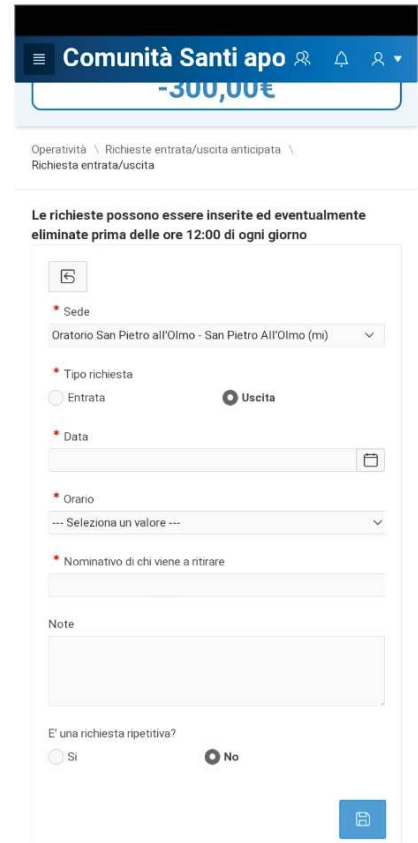 Comunità Santi apo
-300,00€
Operatività \ Richieste entrata/uscita anticipata \
Richiesta entrata/uscita
Le richieste possono essere inserite ed eventualmente
eliminate prima delle ore 12:00 di ogni giorno
* Sede
Oratorio San Pietro all'Olmo - San Pietro All'Olmo (mi)
* Tipo richiesta
Entrata
Uscita
* Data
* Orario
--- Seleziona un valore ---
* Nominativo di chi viene a ritirare
Note
E' una richiesta ripetitiva?
Si
No